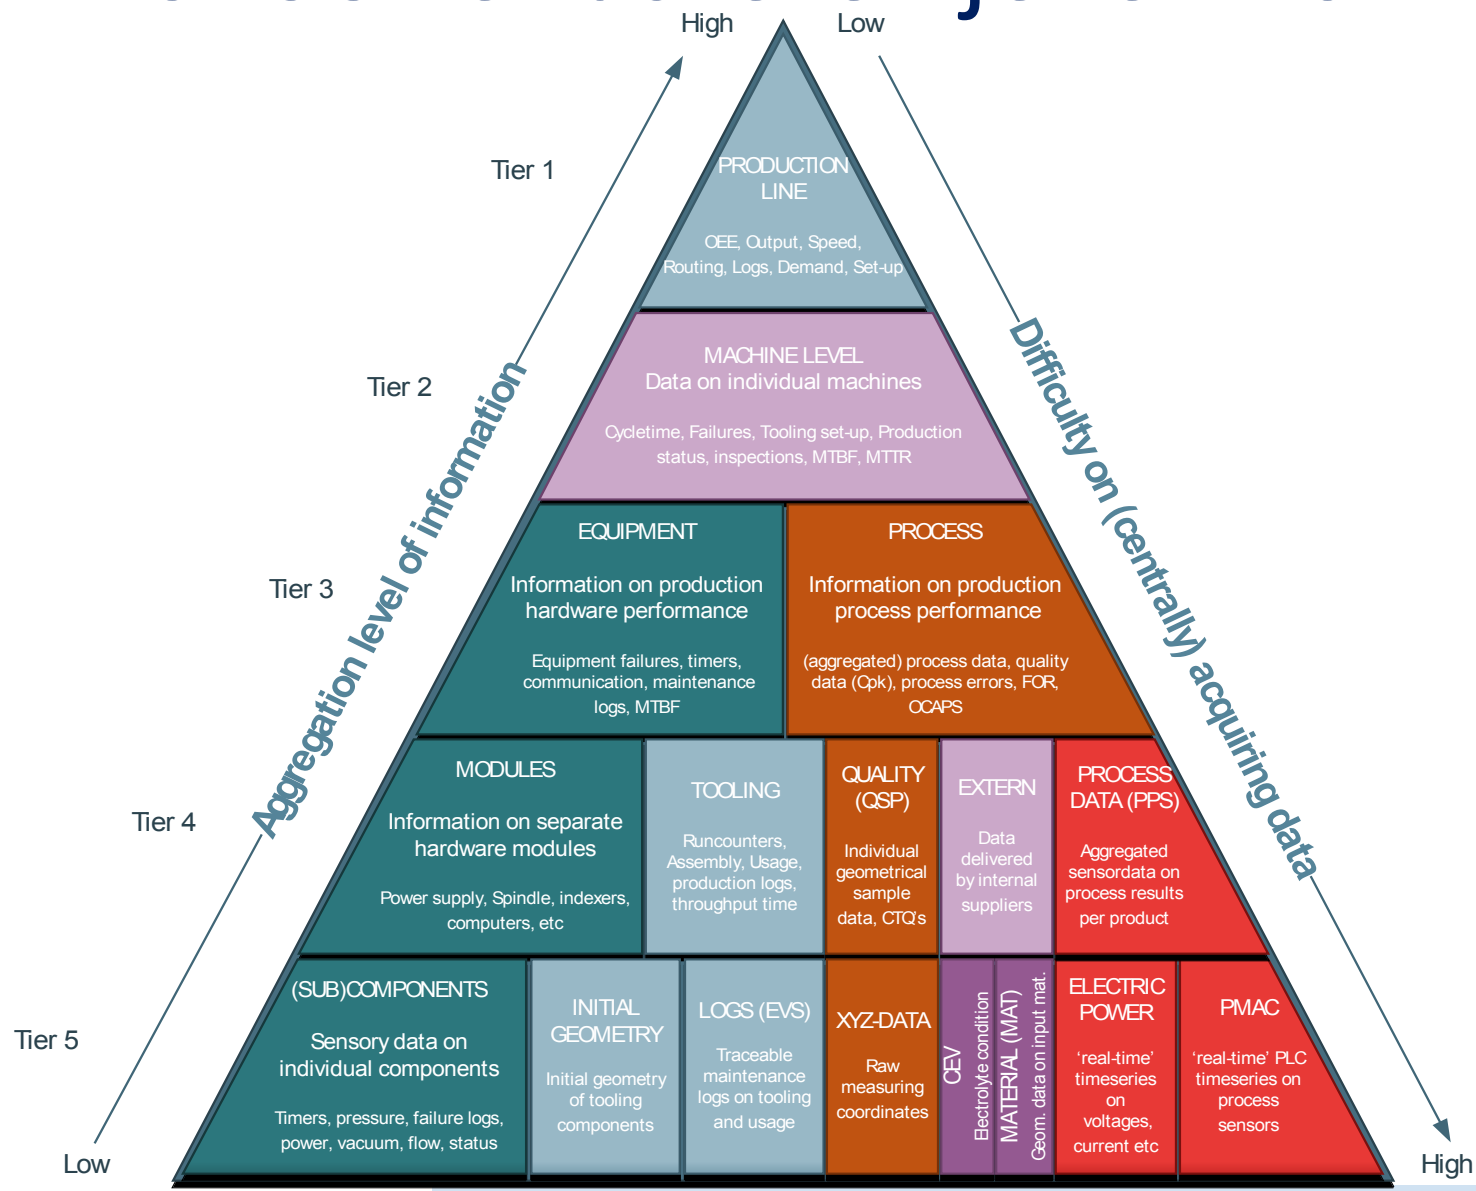 High
Low
Tier 1
PRODUCTION
LINE
OEE, Output, Speed,
Routing, Logs, Demand, Set-up
Aggregation level of information
Difficulty on (centrally) acquiring data
Tier 2
MACHINE LEVEL
Data on individual machines
Cycletime, Failures, Tooling set-up, Production
status, inspections, MTBF, MTTR
Tier 3
EQUIPMENT
Information on production
hardware performance
Equipment failures, timers,
communication, maintenance
logs, MTBF
PROCESS
Information on production
process performance
(aggregated) process data, quality
data (Cpk), process errors, FOR,
OCAPS
Tier 4
MODULES
Information on separate
hardware modules
Power supply, Spindle, indexers,
computers, etc
TOOLING
Runcounters,
Assembly, Usage,
production logs,
throughput time
QUALITY
(QSP)
Individual
geometrical
sample
data, CTQ's
EXTERN
Data
delivered
by internal
suppliers
PROCESS
DATA (PPS)
Aggregated
sensordata on
process results
per product
Tier 5
(SUB)COMPONENTS
Sensory data on
individual components
Timers, pressure, failure logs,
power, vacuum, flow, status
INITIAL
GEOMETRY
Initial geometry
of tooling
components
LOGS (EVS)
Traceable
maintenance
logs on tooling
and usage
XYZ-DATA
Raw
measuring
coordinates
CEV
Electrolyte condition
MATERIAL (MAT)
Geom. data on input mat.
ELECTRIC
POWER
‘real-time’
timeseries
on
voltages,
current etc
PMAC
‘real-time’ PLC
timeseries on
process
sensors
Low
High